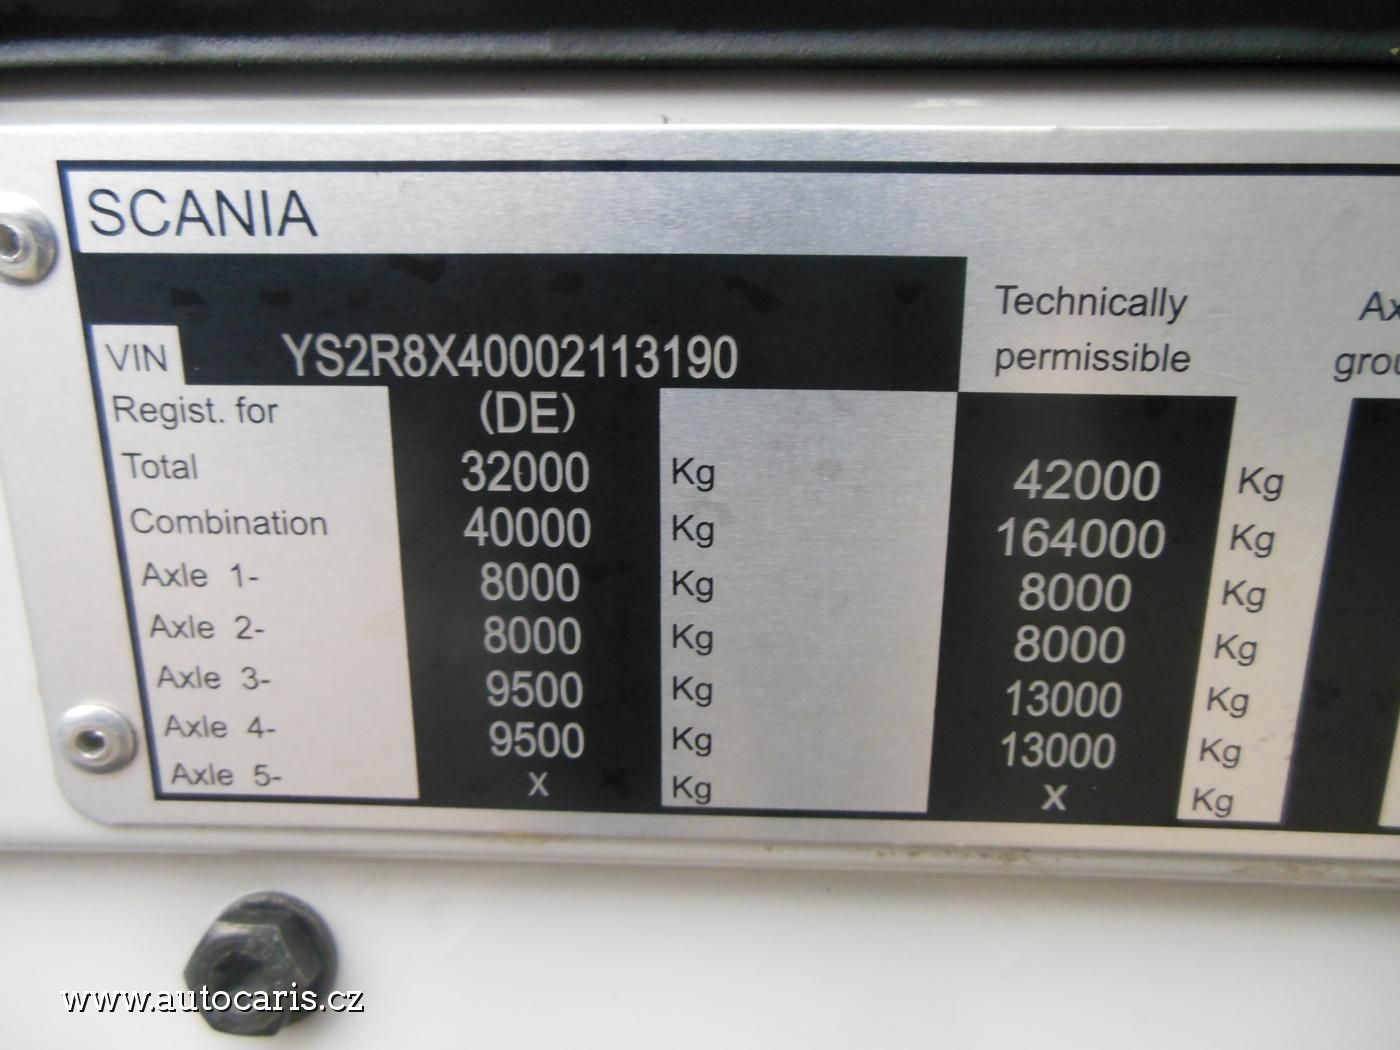 SCANIA
Technically permissible
Ax
grou
VIN YS2R8X40002113190
Regist. for (DE)
Total 32000 Kg 42000 Kg
Combination 40000 Kg 164000 Kg
Axle 1- 8000 Kg 8000 Kg
Axle 2- 8000 Kg 8000 Kg
Axle 3- 9500 Kg 13000 Kg
Axle 4- 9500 Kg 13000 Kg
Axle 5- X Kg X Kg
www.autocaris.cz